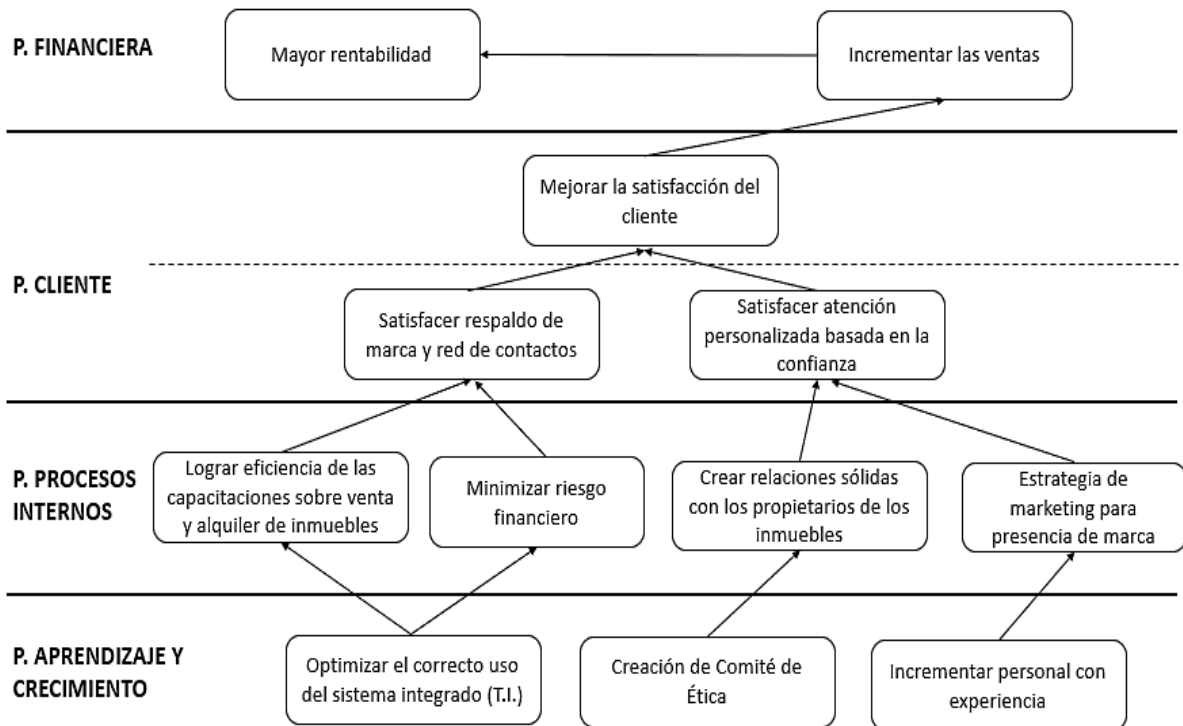 P. FINANCIERA
Mayor rentabilidad
Incrementar las ventas
Mejorar la satisfacción del
cliente
P. CLIENTE
Satisfacer respaldo de
marca y red de contactos
Satisfacer atención
personalizada basada en la
confianza
P. PROCESOS
INTERNOS
Lograr eficiencia de las
capacitaciones sobre venta
y alquiler de inmuebles
Minimizar riesgo
financiero
Crear relaciones sólidas
con los propietarios de los
inmuebles
Estrategia de
marketing para
presencia de marca
P. APRENDIZAJE Y
CRECIMIENTO
Optimizar el correcto uso
del sistema integrado (T.I.)
Creación de Comité de
Ética
Incrementar personal con
experiencia